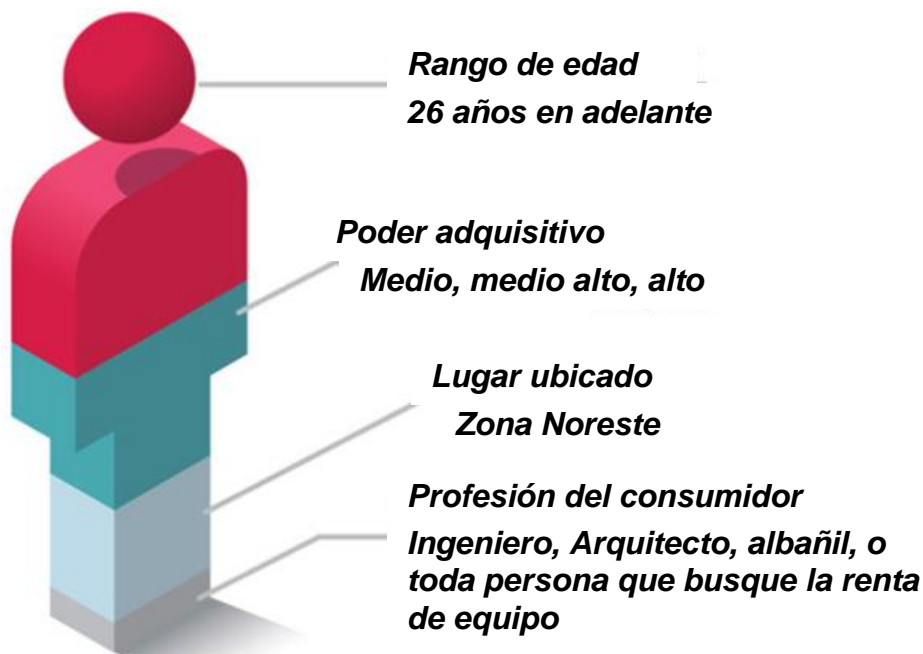 Rango de edad
26 años en adelante
Poder adquisitivo
Medio, medio alto, alto
Lugar ubicado
Zona Noreste
Profesión del consumidor
Ingeniero, Arquitecto, albañil, o
toda persona que busque la renta
de equipo